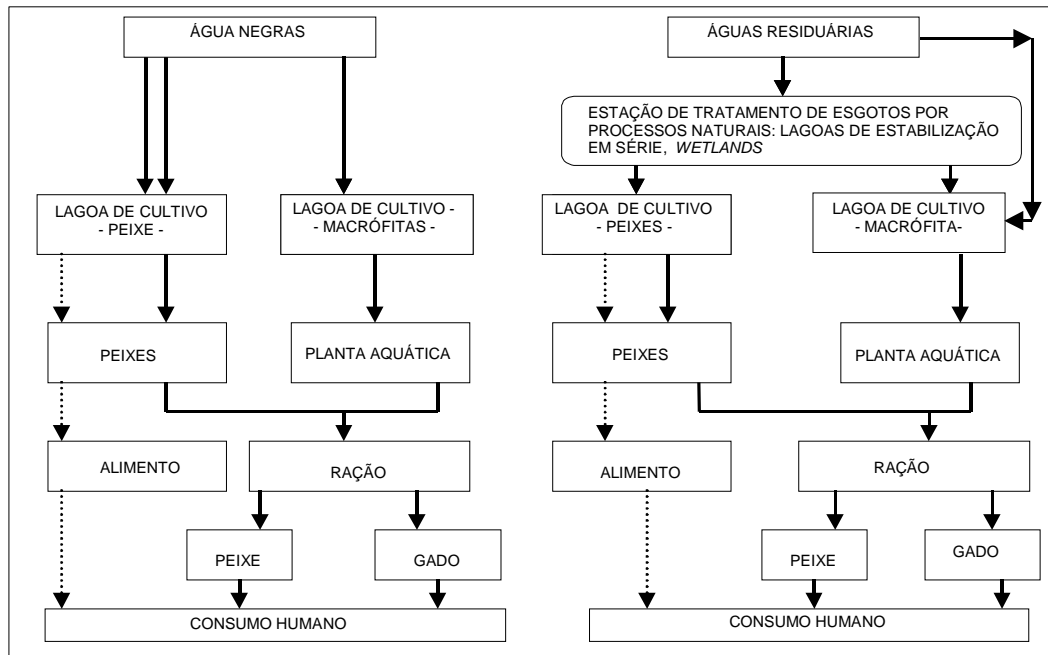 ÁGUA NEGRAS
LAGOA DE CULTIVO
- PEIXE -
LAGOA DE CULTIVO -
- MACRÓFITAS -
PEIXES
PLANTA AQUÁTICA
ALIMENTO
RAÇÃO
PEIXE
GADO
CONSUMO HUMANO
ÁGUAS RESIDUÁRIAS
ESTAÇÃO DE TRATAMENTO DE ESGOTOS POR
PROCESSOS NATURAIS: LAGOAS DE ESTABILIZAÇÃO
EM SÉRIE, WETLANDS
LAGOA DE CULTIVO
- PEIXES -
LAGOA DE CULTIVO
- MACRÓFITA-
PEIXES
PLANTA AQUÁTICA
ALIMENTO
RAÇÃO
PEIXE
GADO
CONSUMO HUMANO